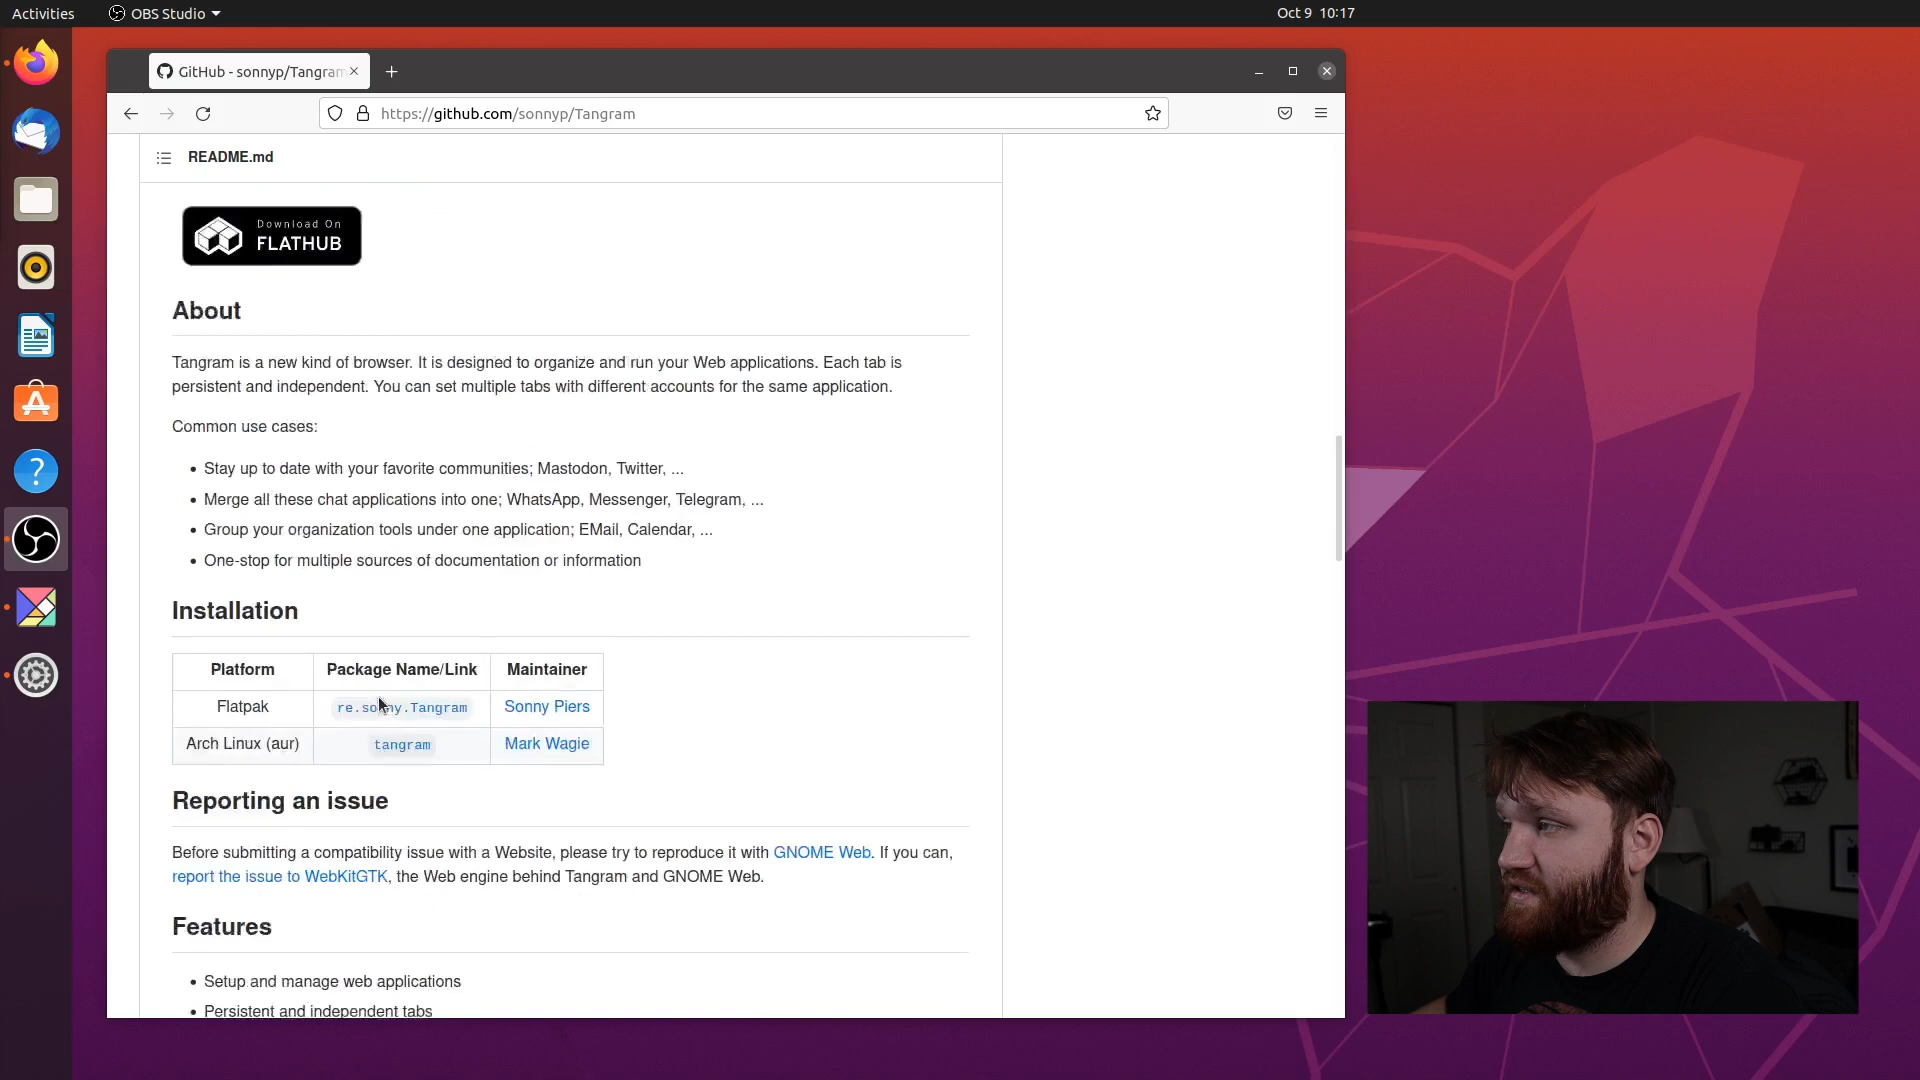 Activities OBS Studio Oct 9 10:17
GitHub - sonnyp/Tangram
https://github.com/sonnyp/Tangram
README.md
Download On
FLATHUB
About
Tangram is a new kind of browser. It is designed to organize and run your Web applications. Each tab is
persistent and independent. You can set multiple tabs with different accounts for the same application.
Common use cases:
• Stay up to date with your favorite communities; Mastodon, Twitter, ...
• Merge all these chat applications into one; WhatsApp, Messenger, Telegram, ...
• Group your organization tools under one application; EMail, Calendar, ...
• One-stop for multiple sources of documentation or information
Installation
Platform Package Name/Link Maintainer
Flatpak re.sonny.Tangram Sonny Piers
Arch Linux (aur) tangram Mark Wagie
Reporting an issue
Before submitting a compatibility issue with a Website, please try to reproduce it with GNOME Web. If you can,
report the issue to WebKitGTK, the Web engine behind Tangram and GNOME Web.
Features
• Setup and manage web applications
• Persistent and independent tabs